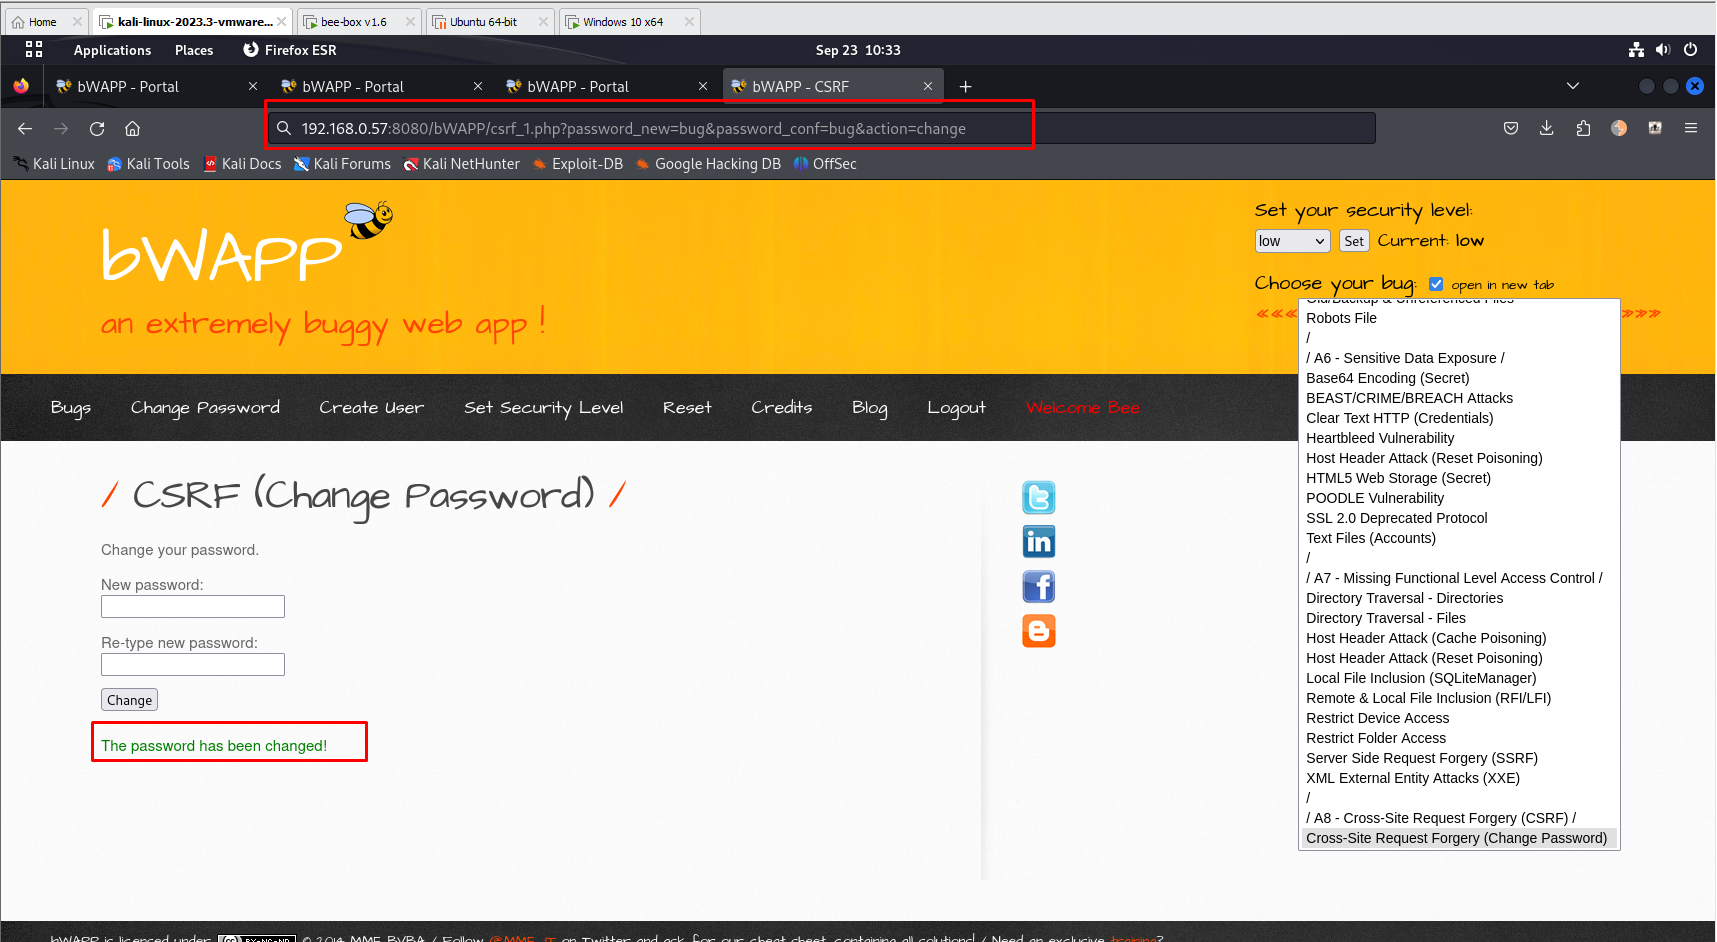 Home
kali-linux-2023.3-vmware...
bee-box v1.6
Ubuntu 64-bit
Windows 10 x64
Applications
Places
Firefox ESR
Sep 23 10:33
bWAPP - Portal
bWAPP - Portal
bWAPP - Portal
bWAPP - CSRF
192.168.0.57:8080/bWAPP/csrf_1.php?password_new=bug&password_conf=bug&action=change
Kali Linux
Kali Tools
Kali Docs
Kali Forums
Kali NetHunter
Exploit-DB
Google Hacking DB
OffSec
bWAPP
an extremely buggy web app !
Set your security level:
low
Set
Current: low
Choose your bug:
open in new tab
Old/Backup & Unreferenced Files
Robots File
/
/ A6 - Sensitive Data Exposure /
Base64 Encoding (Secret)
BEAST/CRIME/BREACH Attacks
Clear Text HTTP (Credentials)
Heartbleed Vulnerability
Host Header Attack (Reset Poisoning)
HTML5 Web Storage (Secret)
POODLE Vulnerability
SSL 2.0 Deprecated Protocol
Text Files (Accounts)
/
/ A7 - Missing Functional Level Access Control /
Directory Traversal - Directories
Directory Traversal - Files
Host Header Attack (Cache Poisoning)
Host Header Attack (Reset Poisoning)
Local File Inclusion (SQLiteManager)
Remote & Local File Inclusion (RFI/LFI)
Restrict Device Access
Restrict Folder Access
Server Side Request Forgery (SSRF)
XML External Entity Attacks (XXE)
/
/ A8 - Cross-Site Request Forgery (CSRF) /
Cross-Site Request Forgery (Change Password)
Bugs
Change Password
Create User
Set Security Level
Reset
Credits
Blog
Logout
Welcome Bee
/ CSRF (Change Password) /
Change your password.
New password:
Re-type new password:
Change
The password has been changed!
bWAPP is licensed under © 2014 MME BVBA / Follow @MME_IT on Twitter and ask for our cheat sheet, containing all solutions! / Need an exclusive training?